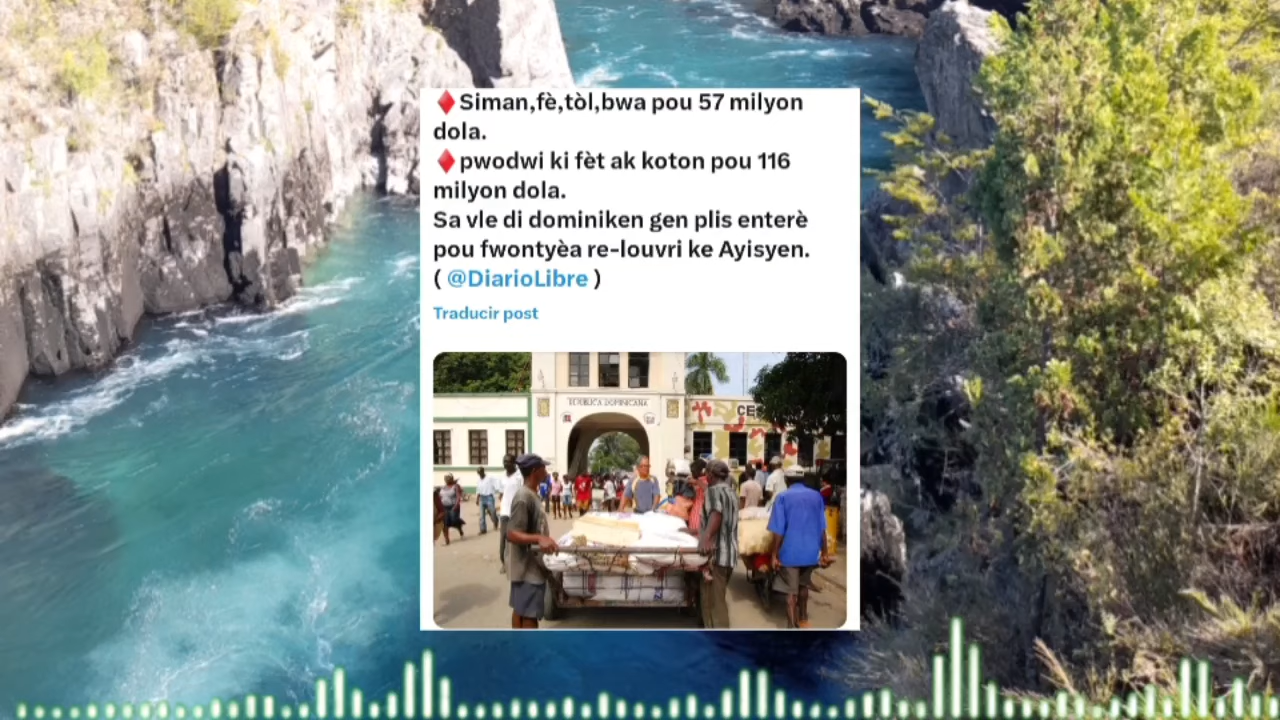 ♦Siman,fè,tòl,bwa pou 57 milyon
dola.
♦pwodwi ki fèt ak koton pou 116
milyon dola.
Sa vle di dominiken gen plis enterè
pou fwontyèa re-louvri ke Ayisyen.
( @DiarioLibre )
Traducir post
REPUBLICA DOMINICANA
CES